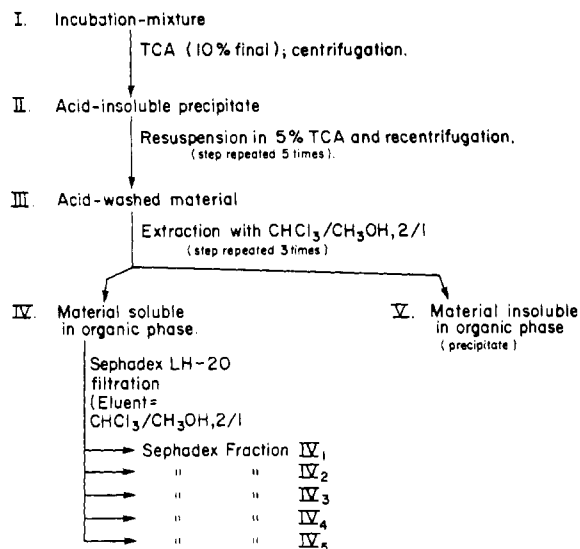 I. Incubation-mixture
TCA (10% final); centrifugation.
II. Acid-insoluble precipitate
Resuspension in 5% TCA and recentrifugation.
(step repeated 5 times).
III. Acid-washed material
Extraction with CHCl₃/CH₃OH, 2/1
(step repeated 3 times)
IV. Material soluble
in organic phase.
V. Material insoluble
in organic phase
(precipitate)
Sephadex LH-20
filtration
(Eluent=
CHCl₃/CH₃OH, 2/1
Sephadex Fraction IV₁
" " IV₂
" " IV₃
" " IV₄
" " IV₅